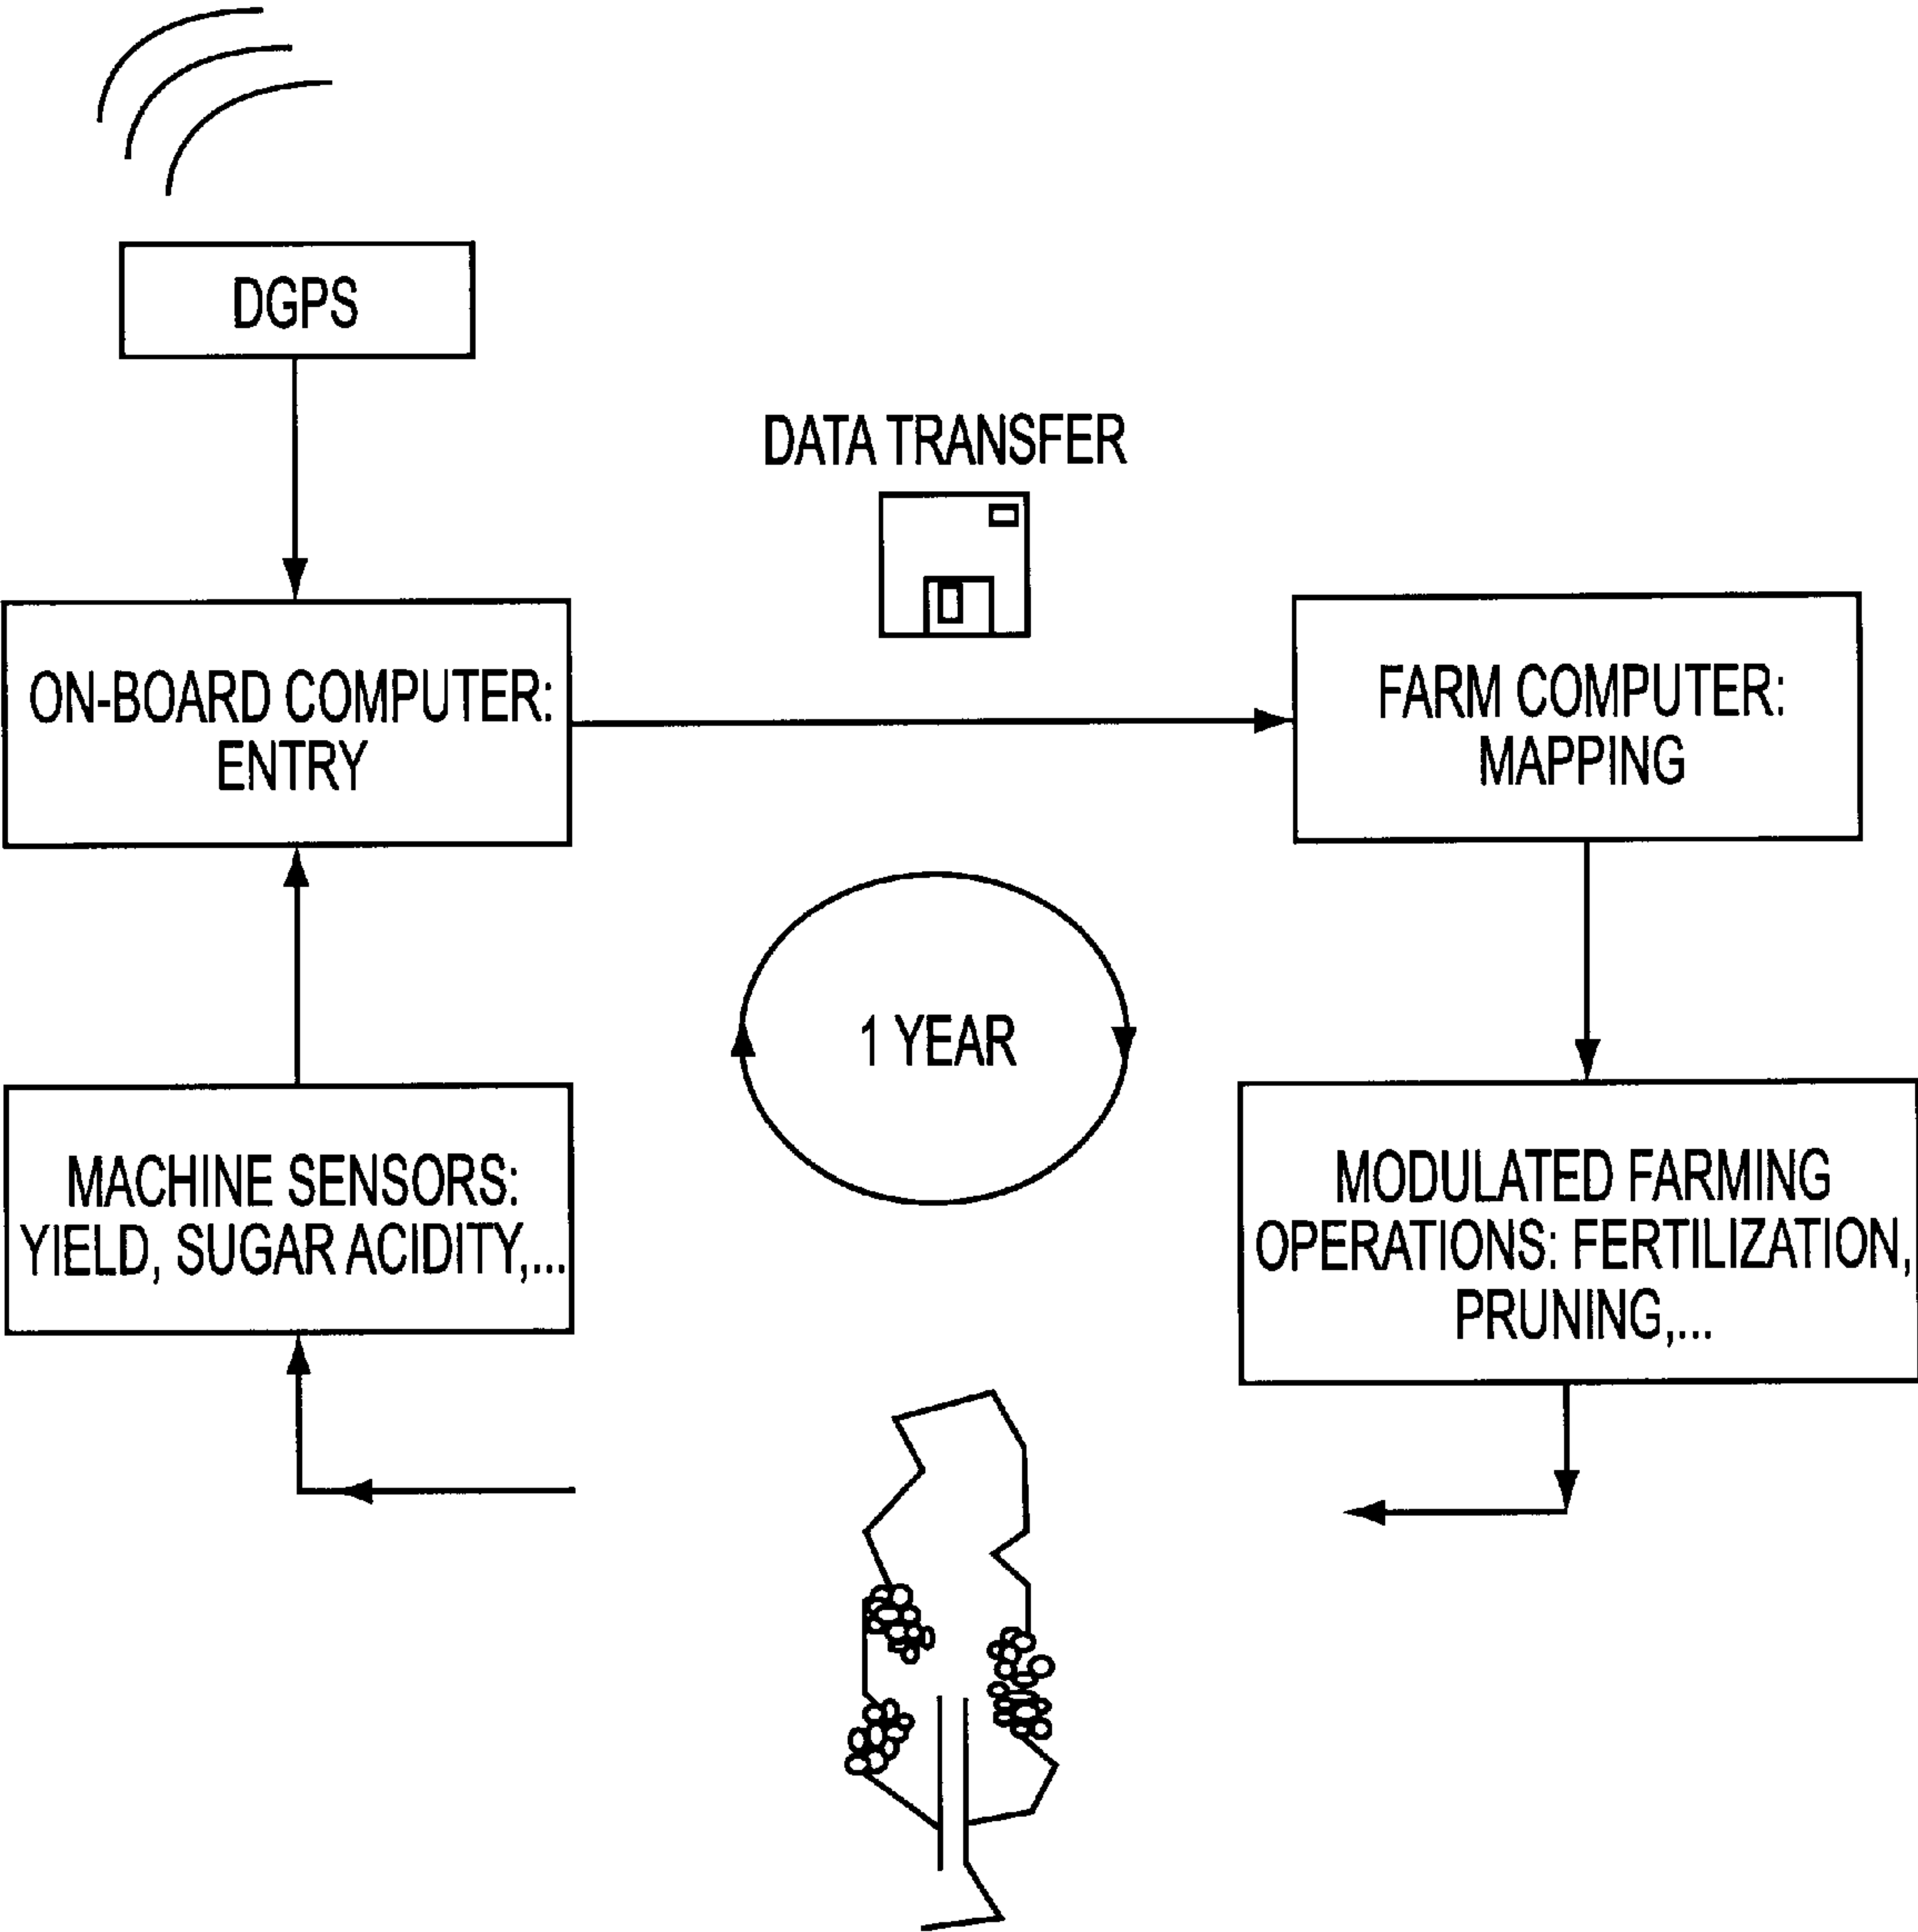 DGPS
DATA TRANSFER
ON-BOARD COMPUTER:
ENTRY
FARM COMPUTER:
MAPPING
1 YEAR
MACHINE SENSORS:
YIELD, SUGAR ACIDITY,...
MODULATED FARMING
OPERATIONS: FERTILIZATION,
PRUNING,...